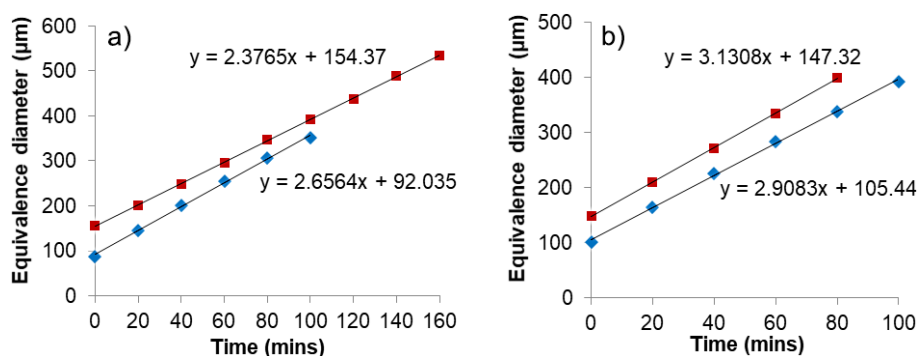 a)
y = 2.3765x + 154.37
y = 2.6564x + 92.035
Equivalence diameter (µm)
600
500
400
300
200
100
0
0 20 40 60 80 100 120 140 160
Time (mins)
b)
y = 3.1308x + 147.32
y = 2.9083x + 105.44
Equivalence diameter (µm)
500
400
300
200
100
0
0 20 40 60 80 100
Time (mins)